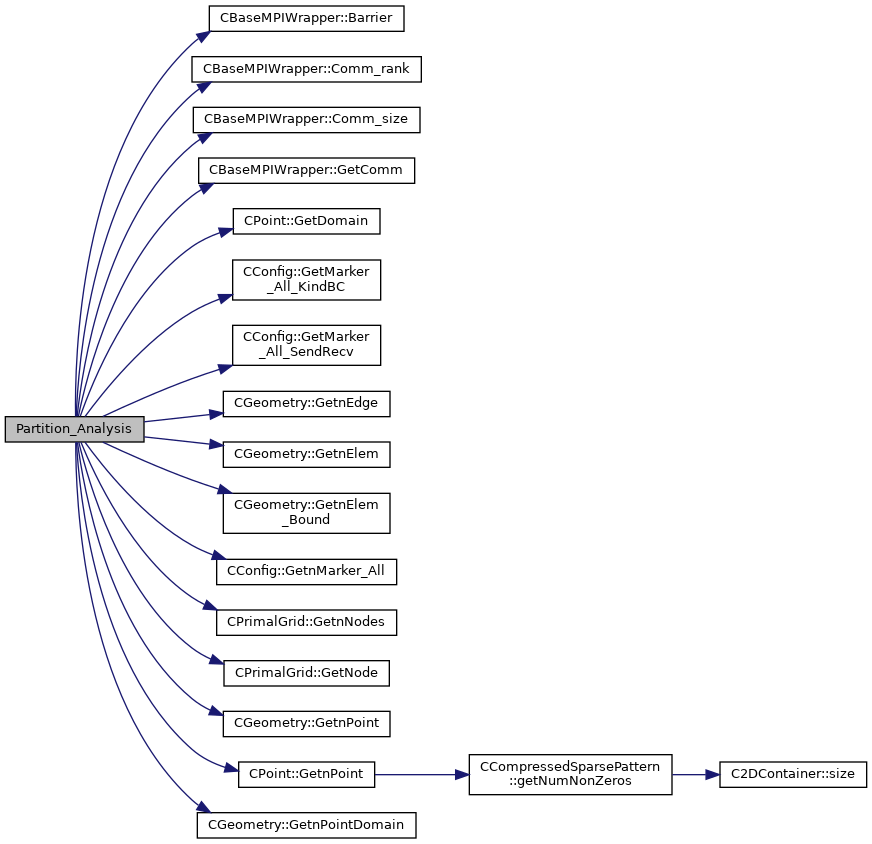 CBaseMPIWrapper::Barrier
CBaseMPIWrapper::Comm_rank
CBaseMPIWrapper::Comm_size
CBaseMPIWrapper::GetComm
CPoint::GetDomain
CConfig::GetMarker
_All_KindBC
CConfig::GetMarker
_All_SendRecv
CGeometry::GetnEdge
Partition_Analysis
CGeometry::GetnElem
CGeometry::GetnElem
_Bound
CConfig::GetnMarker_All
CPrimalGrid::GetnNodes
CPrimalGrid::GetNode
CGeometry::GetnPoint
CPoint::GetnPoint
CCompressedSparsePattern
::getNumNonZeros
C2DContainer::size
CGeometry::GetnPointDomain